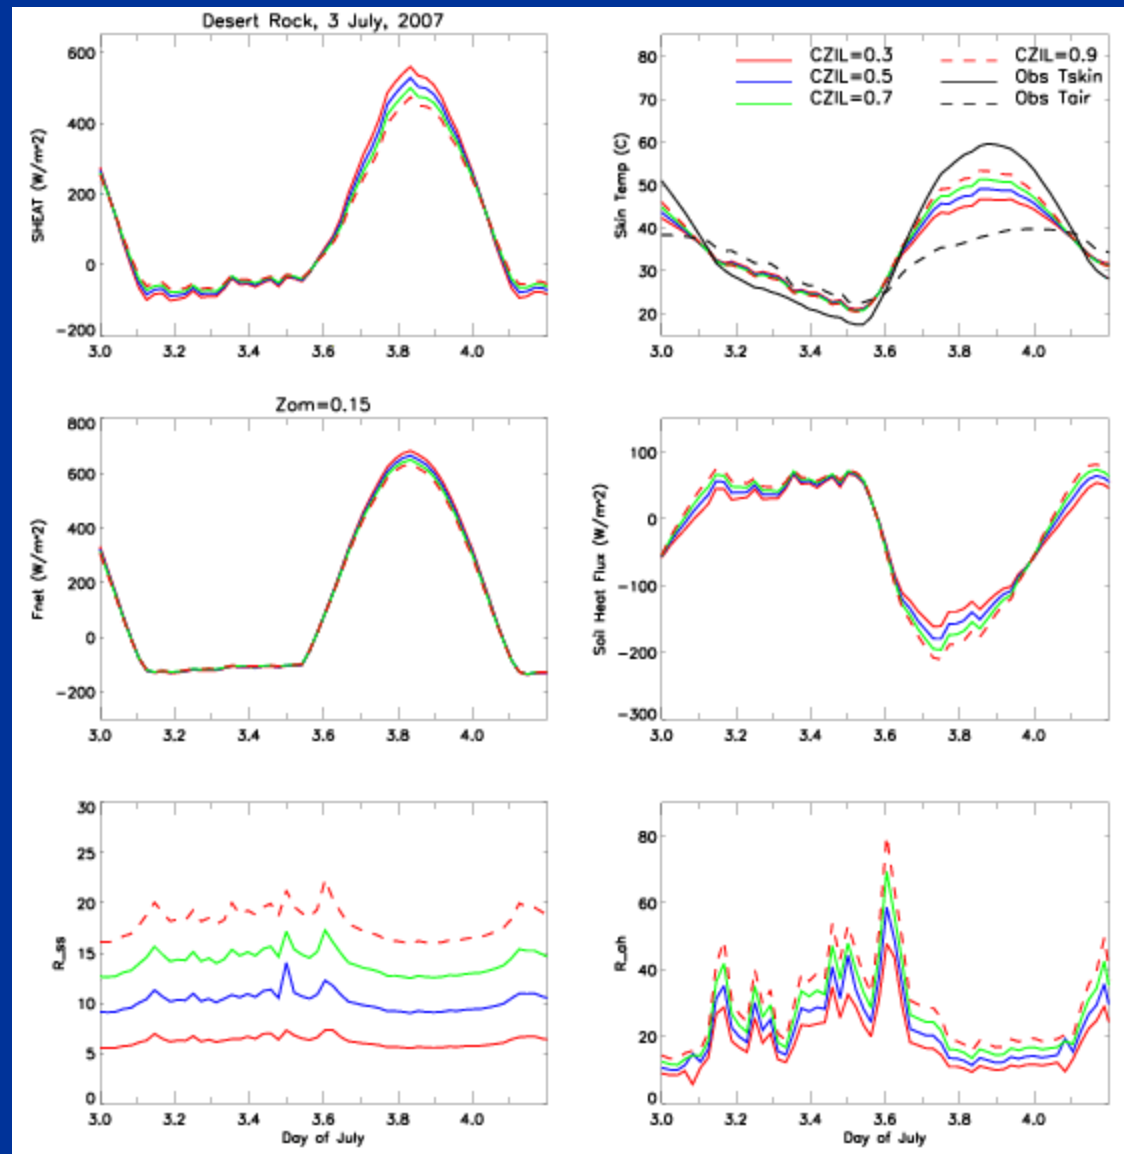 Desert Rock, 3 July, 2007
600
400
200
0
-200
SHEAT (W/m^2)
3.0 3.2 3.4 3.6 3.8 4.0
CZIL=0.3
CZIL=0.5
CZIL=0.7
CZIL=0.9
Obs Tskin
Obs Tair
80
70
60
50
40
30
20
Skin Temp (C)
3.0 3.2 3.4 3.6 3.8 4.0
Zom=0.15
800
600
400
200
0
-200
Fnet (W/m^2)
3.0 3.2 3.4 3.6 3.8 4.0
100
0
-100
-200
-300
Soil Heat Flux (W/m^2)
3.0 3.2 3.4 3.6 3.8 4.0
30
25
20
15
10
5
0
R_ss
3.0 3.2 3.4 3.6 3.8 4.0
Day of July
80
60
40
20
0
R_ah
3.0 3.2 3.4 3.6 3.8 4.0
Day of July